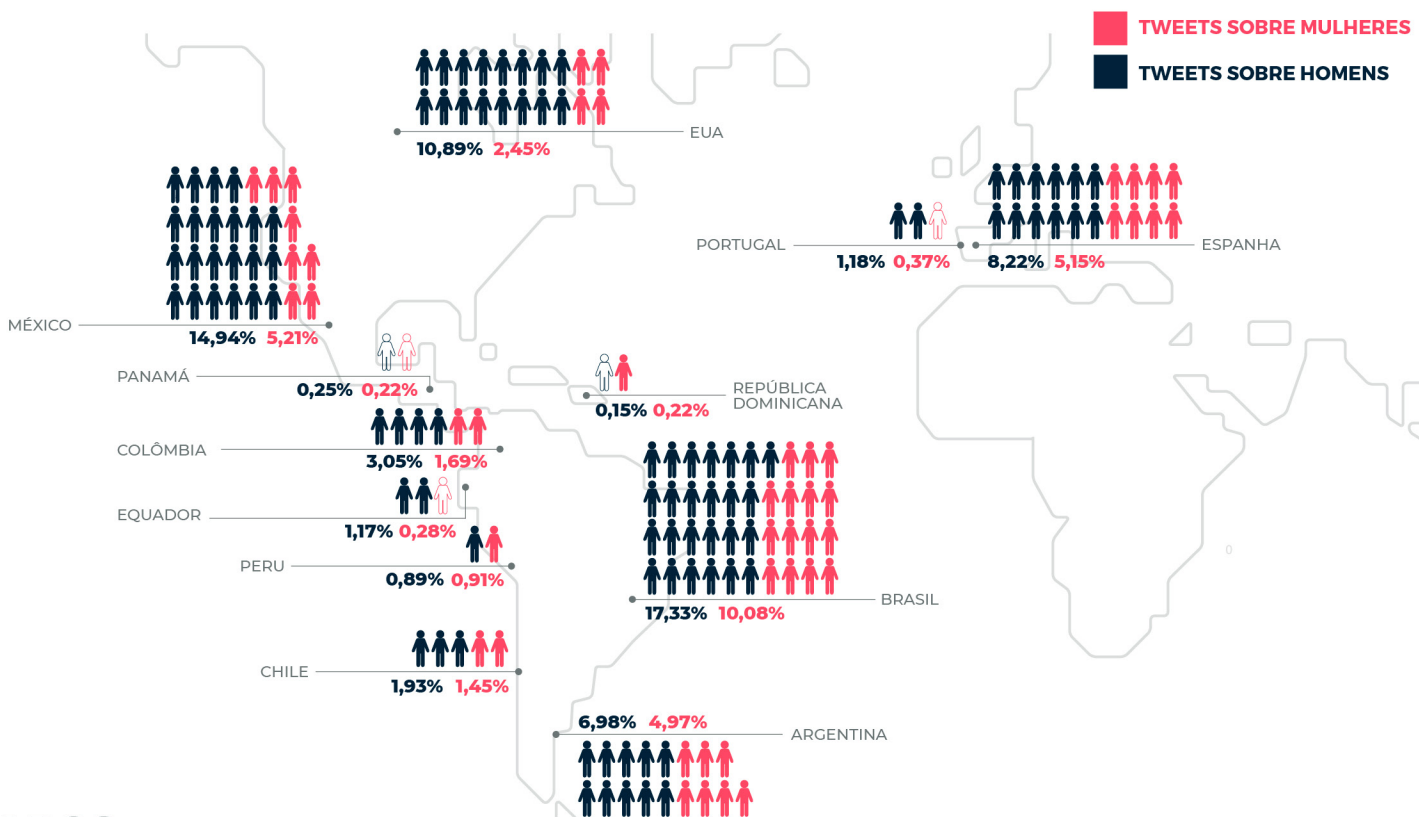 TWEETS SOBRE MULHERES
TWEETS SOBRE HOMENS
EUA
10,89% 2,45%
PORTUGAL
1,18% 0,37%
8,22% 5,15%
ESPANHA
MÉXICO
14,94% 5,21%
PANAMÁ
0,25% 0,22%
REPÚBLICA
DOMINICANA
0,15% 0,22%
COLÔMBIA
3,05% 1,69%
EQUADOR
1,17% 0,28%
PERU
0,89% 0,91%
BRASIL
17,33% 10,08%
CHILE
1,93% 1,45%
6,98% 4,97%
ARGENTINA